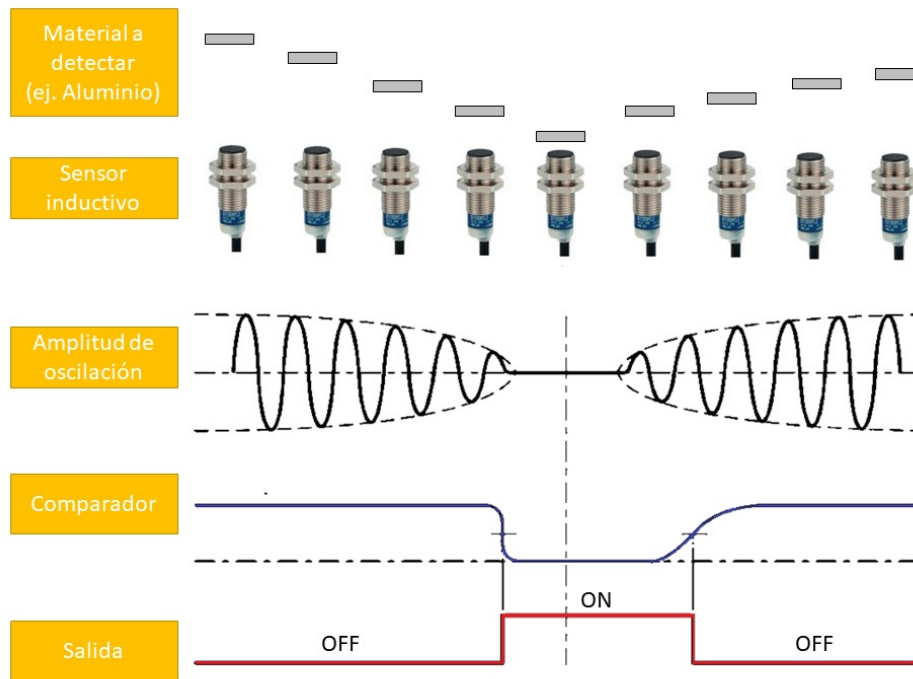 Material a
detectar
(ej. Aluminio)
Sensor
inductivo
Amplitud de
oscilación
Comparador
ON
OFF
OFF
Salida